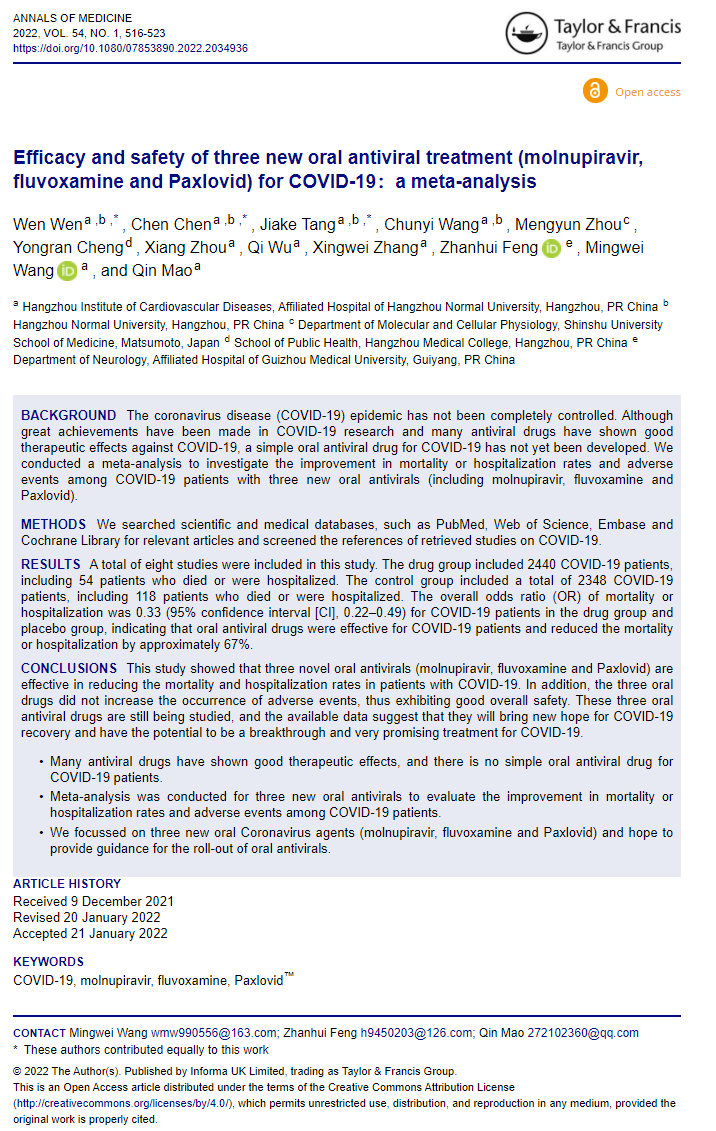 ANNALS OF MEDICINE
2022, VOL. 54, NO. 1, 516-523
https://doi.org/10.1080/07853890.2022.2034936
Taylor & Francis
Taylor & Francis Group
Open access
Efficacy and safety of three new oral antiviral treatment (molnupiravir,
fluvoxamine and Paxlovid) for COVID-19：a meta-analysis
Wen Wena ,b ,* , Chen Chena ,b ,* , Jiake Tanga ,b ,* , Chunyi Wanga ,b , Mengyun Zhouc ,
Yongran Chengd , Xiang Zhoua , Qi Wua , Xingwei Zhanga , Zhanhui Feng iD e , Mingwei
Wang iD a , and Qin Maoa
a Hangzhou Institute of Cardiovascular Diseases, Affiliated Hospital of Hangzhou Normal University, Hangzhou, PR China b
Hangzhou Normal University, Hangzhou, PR China c Department of Molecular and Cellular Physiology, Shinshu University
School of Medicine, Matsumoto, Japan d School of Public Health, Hangzhou Medical College, Hangzhou, PR China e
Department of Neurology, Affiliated Hospital of Guizhou Medical University, Guiyang, PR China
BACKGROUND The coronavirus disease (COVID-19) epidemic has not been completely controlled. Although
great achievements have been made in COVID-19 research and many antiviral drugs have shown good
therapeutic effects against COVID-19, a simple oral antiviral drug for COVID-19 has not yet been developed. We
conducted a meta-analysis to investigate the improvement in mortality or hospitalization rates and adverse
events among COVID-19 patients with three new oral antivirals (including molnupiravir, fluvoxamine and
Paxlovid).
METHODS We searched scientific and medical databases, such as PubMed, Web of Science, Embase and
Cochrane Library for relevant articles and screened the references of retrieved studies on COVID-19.
RESULTS A total of eight studies were included in this study. The drug group included 2440 COVID-19 patients,
including 54 patients who died or were hospitalized. The control group included a total of 2348 COVID-19
patients, including 118 patients who died or were hospitalized. The overall odds ratio (OR) of mortality or
hospitalization was 0.33 (95% confidence interval [CI], 0.22–0.49) for COVID-19 patients in the drug group and
placebo group, indicating that oral antiviral drugs were effective for COVID-19 patients and reduced the mortality
or hospitalization by approximately 67%.
CONCLUSIONS This study showed that three novel oral antivirals (molnupiravir, fluvoxamine and Paxlovid) are
effective in reducing the mortality and hospitalization rates in patients with COVID-19. In addition, the three oral
drugs did not increase the occurrence of adverse events, thus exhibiting good overall safety. These three oral
antiviral drugs are still being studied, and the available data suggest that they will bring new hope for COVID-19
recovery and have the potential to be a breakthrough and very promising treatment for COVID-19.
• Many antiviral drugs have shown good therapeutic effects, and there is no simple oral antiviral drug for
COVID-19 patients.
• Meta-analysis was conducted for three new oral antivirals to evaluate the improvement in mortality or
hospitalization rates and adverse events among COVID-19 patients.
• We focussed on three new oral Coronavirus agents (molnupiravir, fluvoxamine and Paxlovid) and hope to
provide guidance for the roll-out of oral antivirals.
ARTICLE HISTORY
Received 9 December 2021
Revised 20 January 2022
Accepted 21 January 2022
KEYWORDS
COVID-19, molnupiravir, fluvoxamine, Paxlovid™
CONTACT Mingwei Wang wmw990556@163.com; Zhanhui Feng h9450203@126.com; Qin Mao 272102360@qq.com
* These authors contributed equally to this work
© 2022 The Author(s). Published by Informa UK Limited, trading as Taylor & Francis Group.
This is an Open Access article distributed under the terms of the Creative Commons Attribution License
(http://creativecommons.org/licenses/by/4.0/), which permits unrestricted use, distribution, and reproduction in any medium, provided the
original work is properly cited.